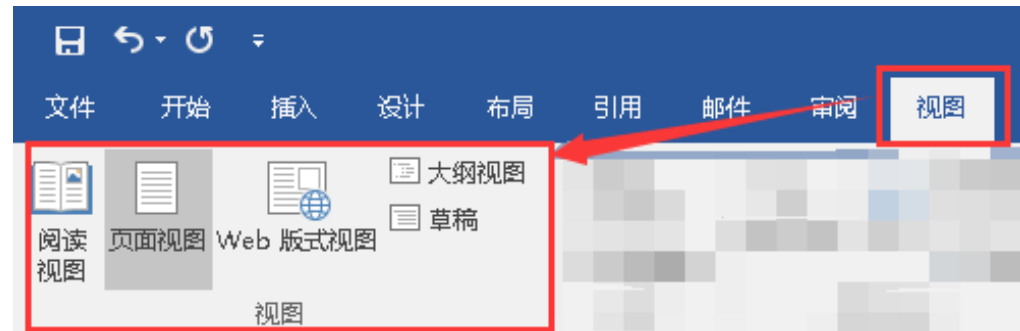 文件 开始 插入 设计 布局 引用 邮件 审阅 视图
大纲视图
草稿
阅读
视图
页面视图
Web 版式视图
视图